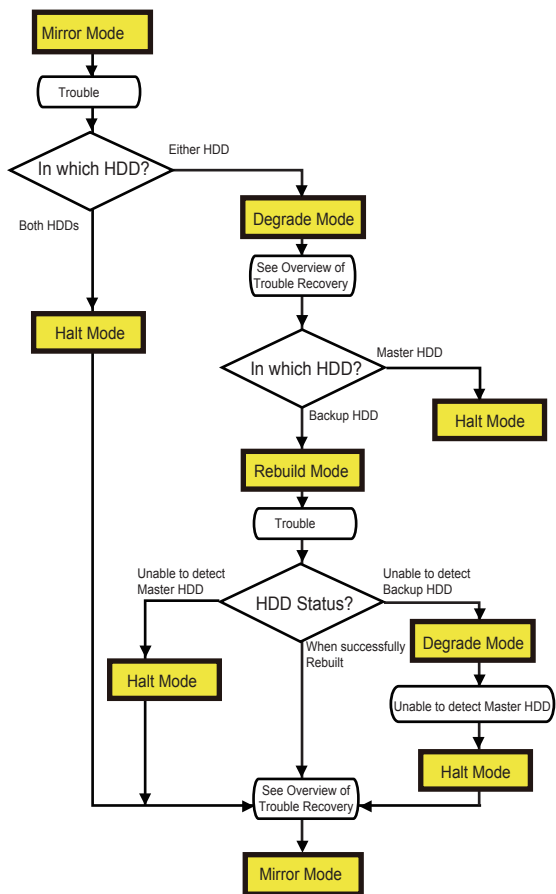 Mirror Mode
Trouble
In which HDD?
Either HDD
Both HDDs
Degrade Mode
See Overview of
Trouble Recovery
Halt Mode
In which HDD?
Master HDD
Backup HDD
Halt Mode
Rebuild Mode
Trouble
Unable to detect
Master HDD
HDD Status?
Unable to detect
Backup HDD
When successfully
Rebuilt
Degrade Mode
Halt Mode
Unable to detect Master HDD
Halt Mode
See Overview of
Trouble Recovery
Mirror Mode